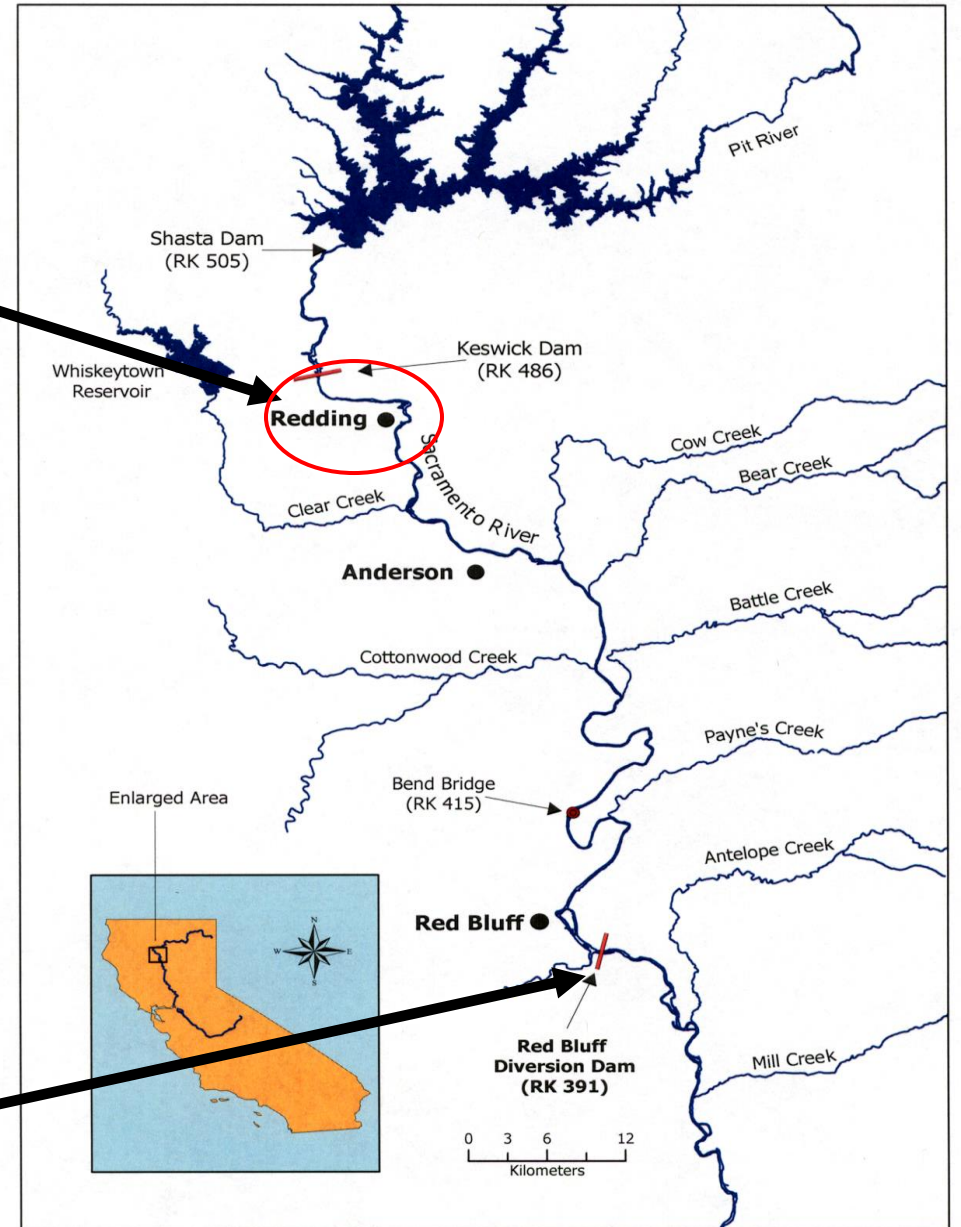 Pit River
Shasta Dam
(RK 505)
Keswick Dam
(RK 486)
Whiskeytown
Reservoir
Redding
Sacramento River
Cow Creek
Bear Creek
Clear Creek
Anderson
Battle Creek
Cottonwood Creek
Payne's Creek
Bend Bridge
(RK 415)
Enlarged Area
Antelope Creek
Red Bluff
N
W
E
S
Red Bluff
Diversion Dam
(RK 391)
Mill Creek
0 3 6 12
Kilometers